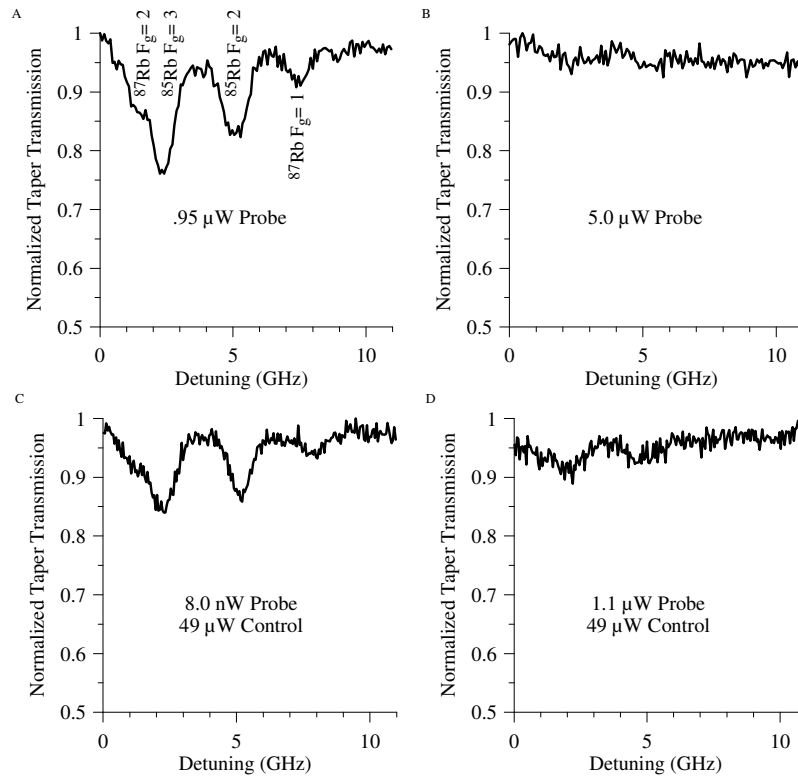 A
Normalized Taper Transmission
1
0.9
0.8
0.7
0.6
0.5
87Rb Fg= 2
85Rb Fg= 3
85Rb Fg= 2
87Rb Fg= 1
.95 µW Probe
0
5
10
Detuning (GHz)
B
Normalized Taper Transmission
1
0.9
0.8
0.7
0.6
0.5
5.0 µW Probe
0
5
10
Detuning (GHz)
C
Normalized Taper Transmission
1
0.9
0.8
0.7
0.6
0.5
8.0 nW Probe
49 µW Control
0
5
10
Detuning (GHz)
D
Normalized Taper Transmission
1
0.9
0.8
0.7
0.6
0.5
1.1 µW Probe
49 µW Control
0
5
10
Detuning (GHz)